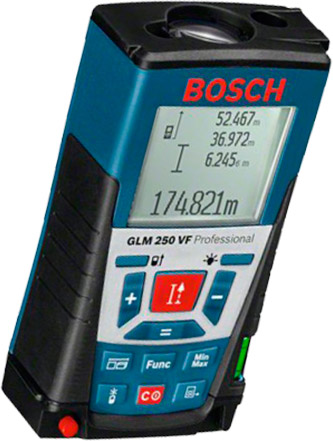 BOSCH
52.467m
36.972m
6.245m
174.821m
GLM 250 VF Professional
+ −
=
Func Min
Max
C